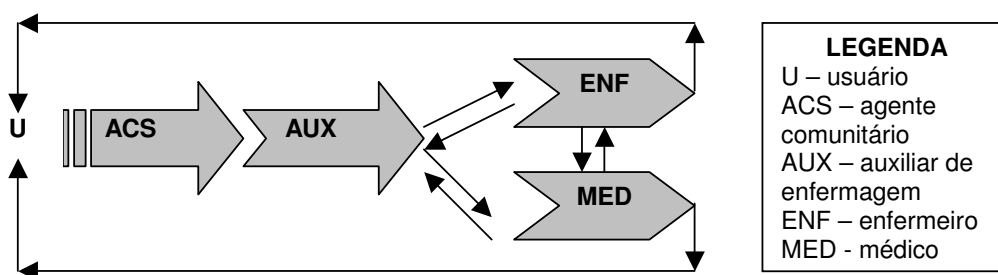 U
ACS
AUX
ENF
MED
LEGENDA
U – usuário
ACS – agente
comunitário
AUX – auxiliar de
enfermagem
ENF – enfermeiro
MED - médico